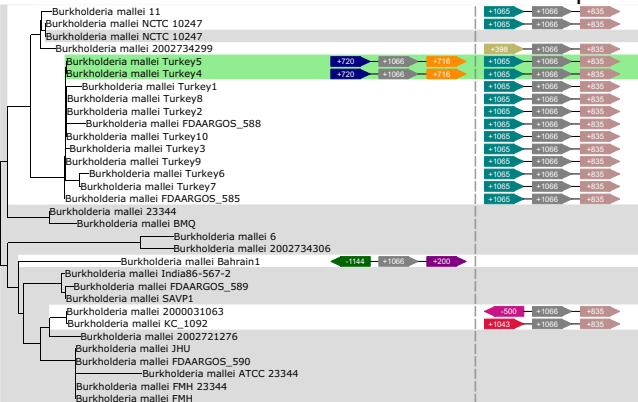 Burkholderia mallei 11 +1065 +1066 +835
Burkholderia mallei NCTC 10247 +1065 +1066 +835
Burkholderia mallei NCTC 10247
Burkholderia mallei 2002734299 +398 +1066 +835
Burkholderia mallei Turkey5 +720 +1066 +716 +1065 +1066 +835
Burkholderia mallei Turkey4 +720 +1066 +716 +1065 +1066 +835
Burkholderia mallei Turkey1 +1065 +1066 +835
Burkholderia mallei Turkey8 +1065 +1066 +835
Burkholderia mallei Turkey2 +1065 +1066 +835
Burkholderia mallei FDAARGOS_588 +1065 +1066 +835
Burkholderia mallei Turkey10 +1065 +1066 +835
Burkholderia mallei Turkey3 +1065 +1066 +835
Burkholderia mallei Turkey9 +1065 +1066 +835
Burkholderia mallei Turkey6 +1065 +1066 +835
Burkholderia mallei Turkey7 +1065 +1066 +835
Burkholderia mallei FDAARGOS_585 +1065 +1066 +835
Burkholderia mallei 23344
Burkholderia mallei BMQ
Burkholderia mallei 6
Burkholderia mallei 2002734306
Burkholderia mallei Bahrain1 -1144 +1066 +200
Burkholderia mallei India86-567-2
Burkholderia mallei FDAARGOS_589
Burkholderia mallei SAVP1
Burkholderia mallei 2000031063 -500 +1066 +835
Burkholderia mallei KC_1092 +1043 +1066 +835
Burkholderia mallei 2002721276
Burkholderia mallei JHU
Burkholderia mallei FDAARGOS_590
Burkholderia mallei ATCC 23344
Burkholderia mallei FMH 23344
Burkholderia mallei FMH